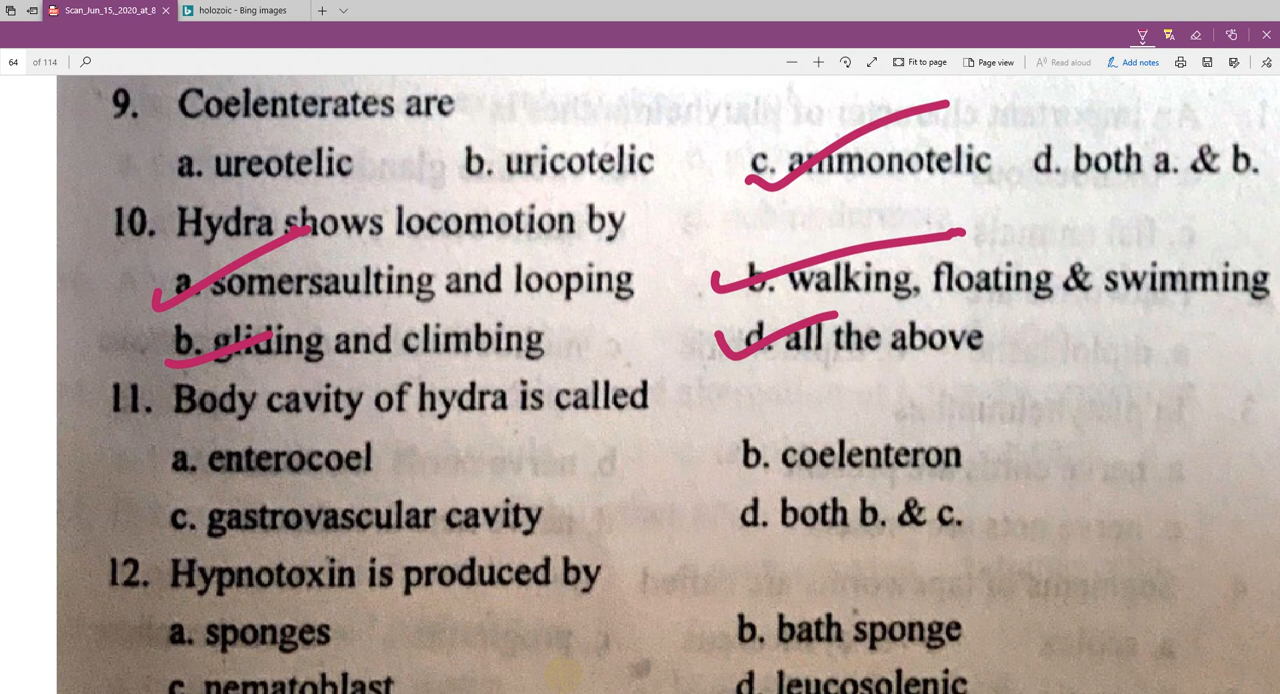 Scan_Jun_15,_2020_at_8 holozoic - Bing images
64 of 114 Fit to page Page view Read aloud Add notes
9. Coelenterates are
a. ureotelic b. uricotelic c. ammonotelic d. both a. & b.
10. Hydra shows locomotion by
a. somersaulting and looping b. walking, floating & swimming
b. gliding and climbing d. all the above
11. Body cavity of hydra is called
a. enterocoel b. coelenteron
c. gastrovascular cavity d. both b. & c.
12. Hypnotoxin is produced by
a. sponges b. bath sponge
c. nematoblast d. leucosolenic